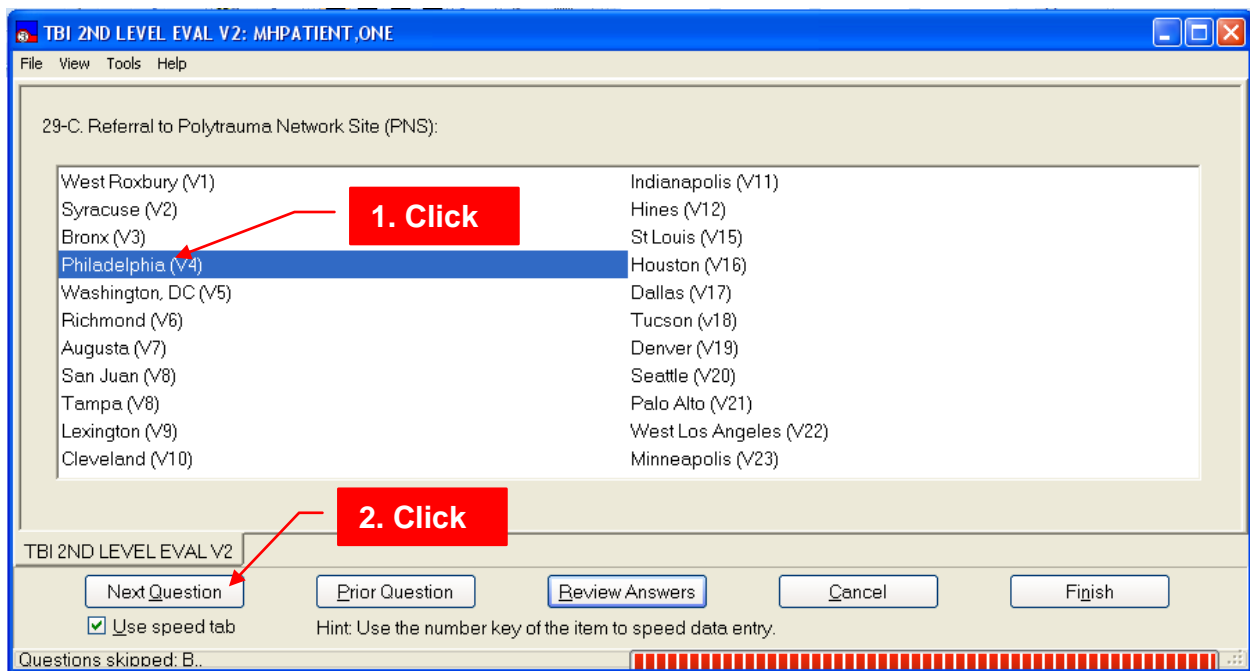 TBI 2ND LEVEL EVAL V2: MHPATIENT,ONE
File View Tools Help
29-C. Referral to Polytrauma Network Site (PNS):
West Roxbury (V1)
Syracuse (V2)
Bronx (V3)
Philadelphia (V4)
Washington, DC (V5)
Richmond (V6)
Augusta (V7)
San Juan (V8)
Tampa (V8)
Lexington (V9)
Cleveland (V10)
Indianapolis (V11)
Hines (V12)
St Louis (V15)
Houston (V16)
Dallas (V17)
Tucson (v18)
Denver (V19)
Seattle (V20)
Palo Alto (V21)
West Los Angeles (V22)
Minneapolis (V23)
1. Click
2. Click
TBI 2ND LEVEL EVAL V2
Next Question Prior Question Review Answers Cancel Finish
Use speed tab Hint: Use the number key of the item to speed data entry.
Questions skipped: B..